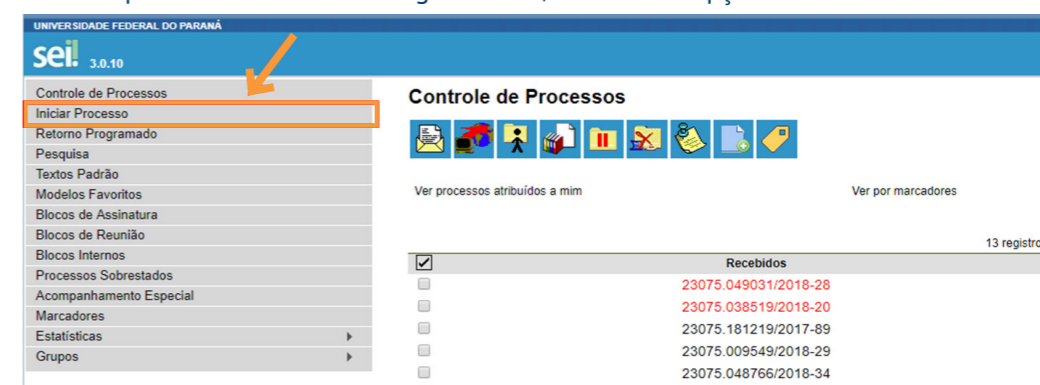 UNIVERSIDADE FEDERAL DO PARANÁ
sei! 3.0.10
Controle de Processos
Iniciar Processo
Retorno Programado
Pesquisa
Textos Padrão
Modelos Favoritos
Blocos de Assinatura
Blocos de Reunião
Blocos Internos
Processos Sobrestados
Acompanhamento Especial
Marcadores
Estatísticas
Grupos
Controle de Processos
Ver processos atribuídos a mim
Ver por marcadores
13 registro
Recebidos
23075.049031/2018-28
23075.038519/2018-20
23075.181219/2017-89
23075.009549/2018-29
23075.048766/2018-34